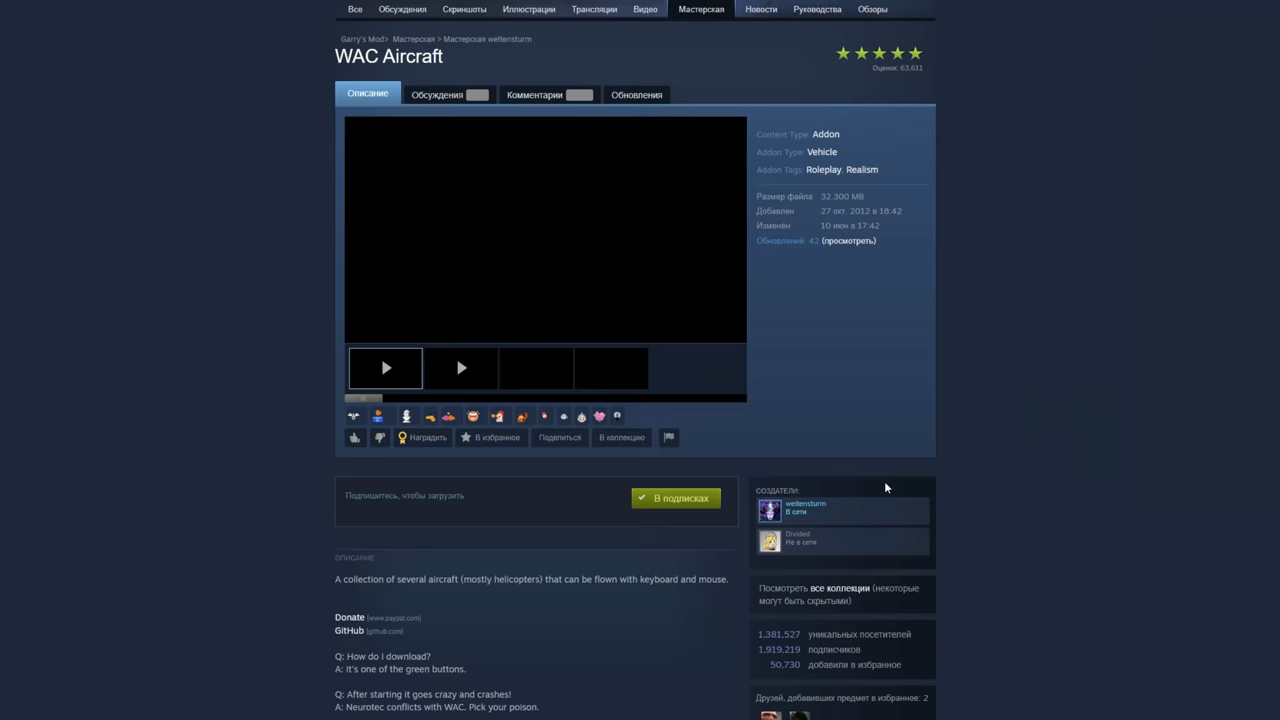 Все Обсуждения Скриншоты Иллюстрации Трансляции Видео Мастерская Новости Руководства Обзоры
Garry's Mod> Мастерская > Мастерская weltensturm
WAC Aircraft
Оценок: 63,611
Описание Обсуждения Комментарии Обновления
Content Type: Addon
Addon Type: Vehicle
Addon Tags: Roleplay, Realism
Размер файла 32.300 MB
Добавлен 27 окт. 2012 в 18:42
Изменён 10 июн в 17:42
Обновлений 42 (просмотреть)
Наградить В избранное Поделиться В коллекцию
Подпишитесь, чтобы загрузить
В подписках
СОЗДАТЕЛИ:
weltensturm
В сети
Divided
Не в сети
ОПИСАНИЕ
A collection of several aircraft (mostly helicopters) that can be flown with keyboard and mouse.
Donate [www.paypal.com]
GitHub [github.com]
Q: How do I download?
A: It's one of the green buttons.
Q: After starting it goes crazy and crashes!
A: Neurotec conflicts with WAC. Pick your poison.
Посмотреть все коллекции (некоторые
могут быть скрытыми)
1,381,527 уникальных посетителей
1,919,219 подписчиков
50,730 добавили в избранное
Друзей, добавивших предмет в избранное: 2